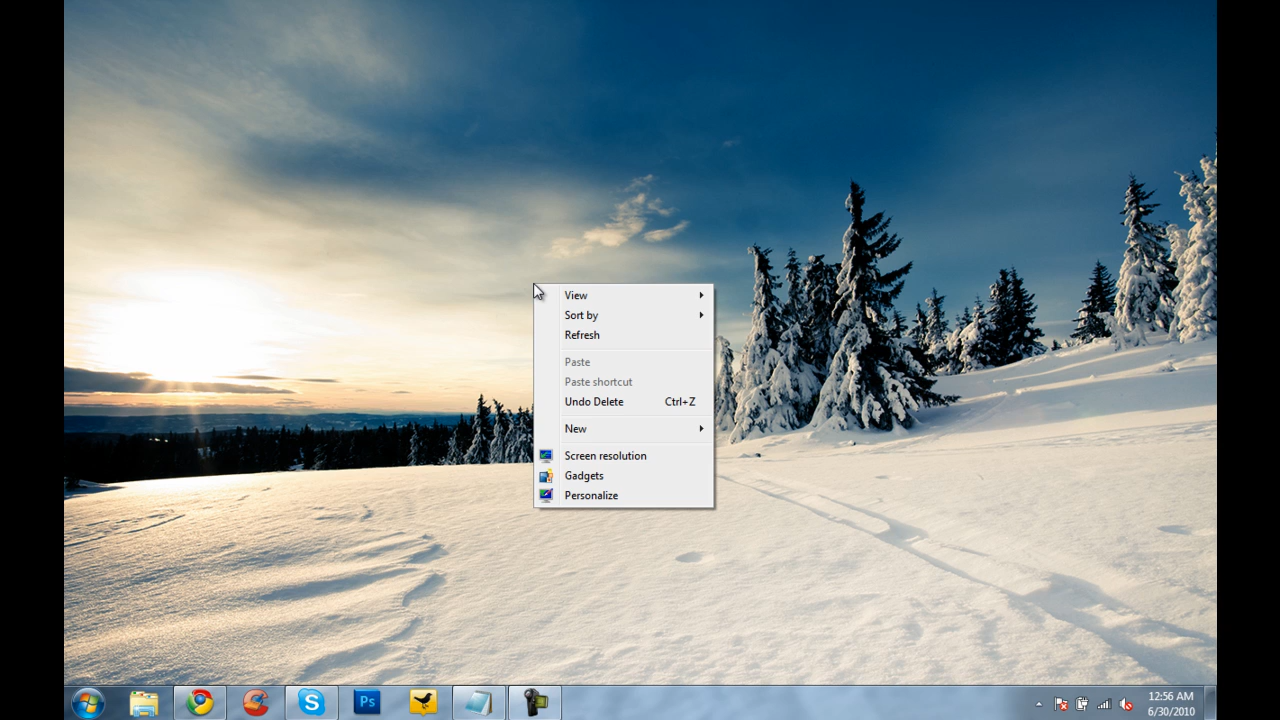 View
Sort by
Refresh
Paste
Paste shortcut
Undo Delete Ctrl+Z
New
Screen resolution
Gadgets
Personalize
Ps
12:56 AM
6/30/2010